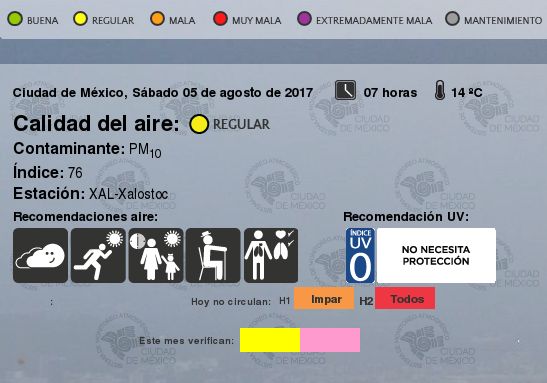 BUENA REGULAR MALA MUY MALA EXTREMADAMENTE MALA MANTENIMIENTO
Ciudad de México, Sábado 05 de agosto de 2017 07 horas 14 ºC
Calidad del aire: REGULAR
Contaminante: PM10
Índice: 76
Estación: XAL-Xalostoc
Recomendaciones aire: Recomendación UV:
ÍNDICE
UV
0
NO NECESITA
PROTECCIÓN
: Hoy no circulan: H1 Impar H2 Todos
Este mes verifican:
CIUDAD
DE MÉXICO